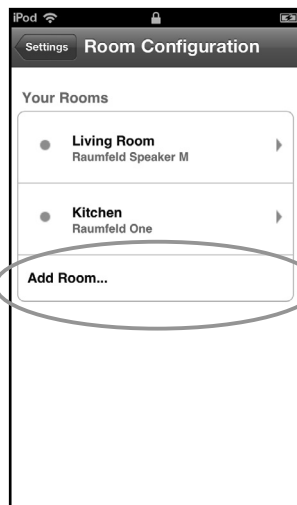 iPod
Settings
Room Configuration
Your Rooms
Living Room
Raumfeld Speaker M
Kitchen
Raumfeld One
Add Room...